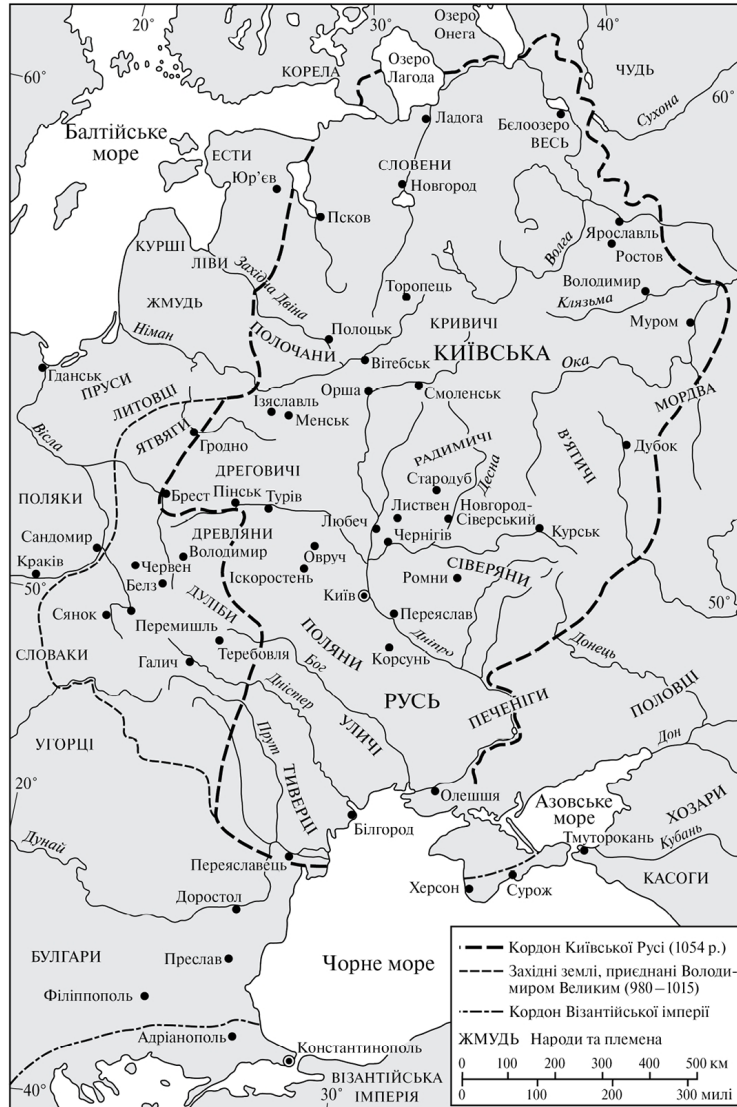 20°
30°
40°
60°
Озеро
Онега
Озеро
Лагода
КОРЕЛА
ЧУДЬ
60°
Сухона
Ладога
Бєлоозеро
ВЕСЬ
Балтійське
море
ЕСТИ
Юр’єв
СЛОВЕНИ
Новгород
Псков
КУРШІ
ЛІВИ
Західна Двіна
Волга
Ярославль
Ростов
ЖМУДЬ
Торопець
Володимир
Клязьма
Німан
ПОЛОЧАНИ
Полоцьк
КРИВИЧІ
Муром
Вітебськ
КИЇВСЬКА
Гданськ
ПРУСИ
ЛИТОВЦІ
Ізяславль
Менськ
Орша
Смоленськ
Ока
МОРДВА
Вісла
ЯТВЯГИ
Гродно
РАДИМИЧІ
В’ЯТИЧІ
Дубок
ДРЕГОВИЧІ
Стародуб
Десна
ПОЛЯКИ
Брест
Пінськ
Турів
Листвен
Новгород-
Сіверський
Любеч
Чернігів
Курськ
Сандомир
ДРЕВЛЯНИ
Володимир
Овруч
Краків
Червен
Іскоростень
СІВЕРЯНИ
Ромни
50°
Белз
Київ
50°
Сянок
Перемишль
ДУЛІБИ
Переяслав
СЛОВАКИ
Теребовля
ПОЛЯНИ
Дніпро
Корсунь
Донець
Галич
Бог
Дністер
РУСЬ
ПЕЧЕНІГИ
ПОЛОВЦІ
УГОРЦІ
Прут
УЛИЧІ
Дон
20°
ТИВЕРЦІ
Олешшя
Азовське
море
ХОЗАРИ
Білгород
Тмуторокань
Кубань
Дунай
Переяславець
Херсон
Сурож
КАСОГИ
Доростол
БУЛГАРИ
Преслав
Чорне море
Філіппополь
Адріанополь
Константинополь
ВІЗАНТІЙСЬКА
ІМПЕРІЯ
40°
30°
Кордон Київської Русі (1054 р.)
Західні землі, приєднані Володи-
миром Великим (980–1015)
Кордон Візантійської імперії
ЖМУДЬ Народи та племена
0 100 200 300 400 500 км
0 100 200 300 милі